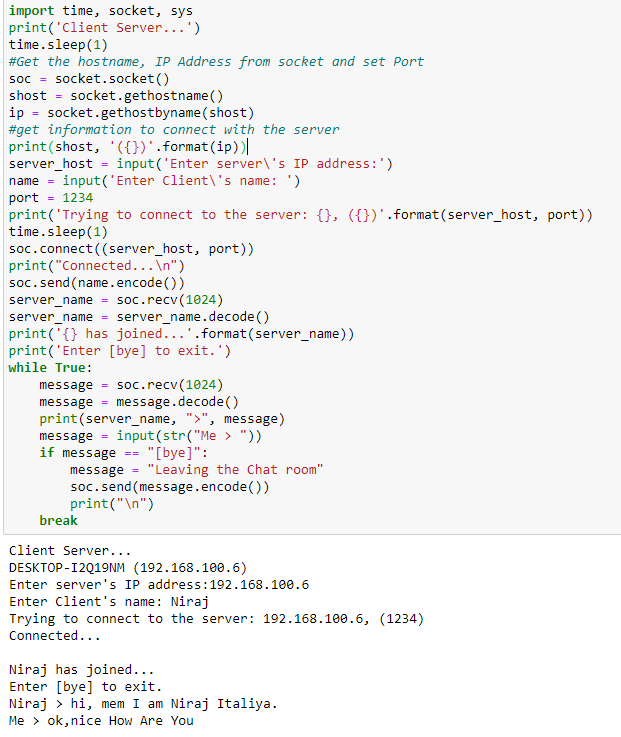 import time, socket, sys
print('Client Server...')
time.sleep(1)
#Get the hostname, IP Address from socket and set Port
soc = socket.socket()
shost = socket.gethostname()
ip = socket.gethostbyname(shost)
#get information to connect with the server
print(shost, '({})'.format(ip))
server_host = input('Enter server\'s IP address:')
name = input('Enter Client\'s name: ')
port = 1234
print('Trying to connect to the server: {}, ({})'.format(server_host, port))
time.sleep(1)
soc.connect((server_host, port))
print("Connected...\n")
soc.send(name.encode())
server_name = soc.recv(1024)
server_name = server_name.decode()
print('{} has joined...'.format(server_name))
print('Enter [bye] to exit.')
while True:
    message = soc.recv(1024)
    message = message.decode()
    print(server_name, ">", message)
    message = input(str("Me > "))
    if message == "[bye]":
        message = "Leaving the Chat room"
        soc.send(message.encode())
        print("\n")
    break
Client Server...
DESKTOP-I2Q19NM (192.168.100.6)
Enter server's IP address:192.168.100.6
Enter Client's name: Niraj
Trying to connect to the server: 192.168.100.6, (1234)
Connected...

Niraj has joined...
Enter [bye] to exit.
Niraj > hi, mem I am Niraj Italiya.
Me > ok,nice How Are You